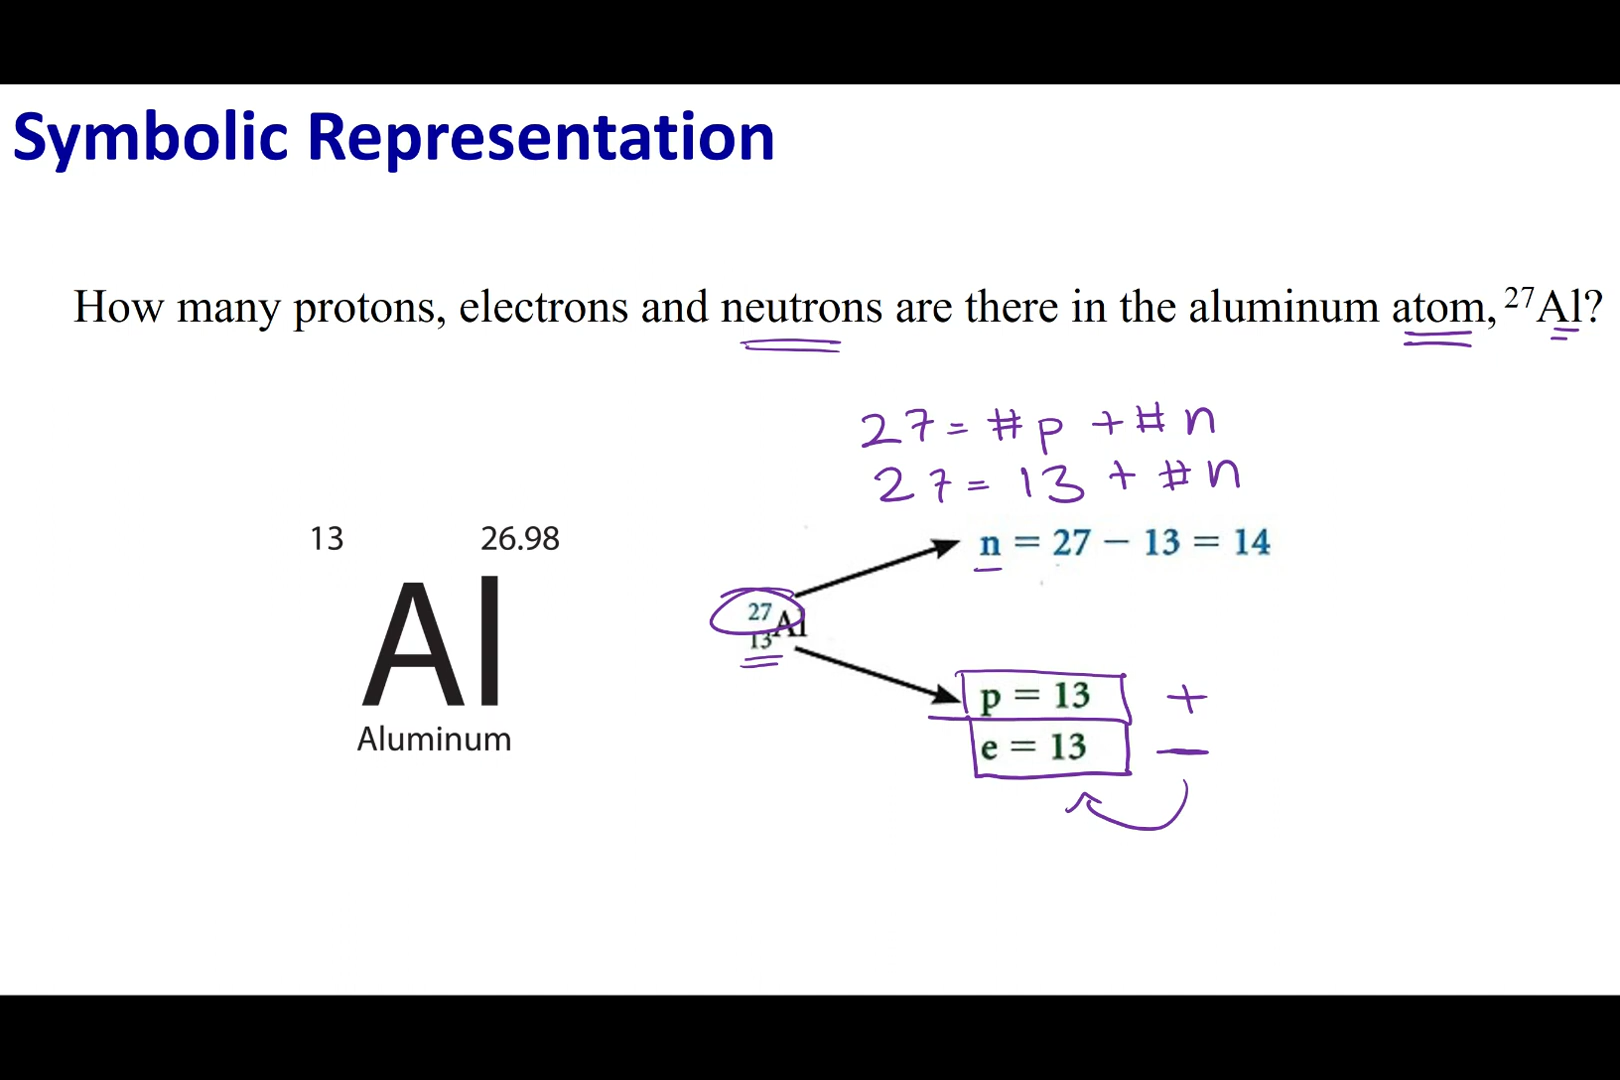 Symbolic Representation
How many protons, electrons and neutrons are there in the aluminum atom, ²⁷Al?
27 = #p + #n
27 = 13 + #n
13 26.98
Al
Aluminum
n = 27 − 13 = 14
²⁷₁₃Al
p = 13 +
e = 13 −